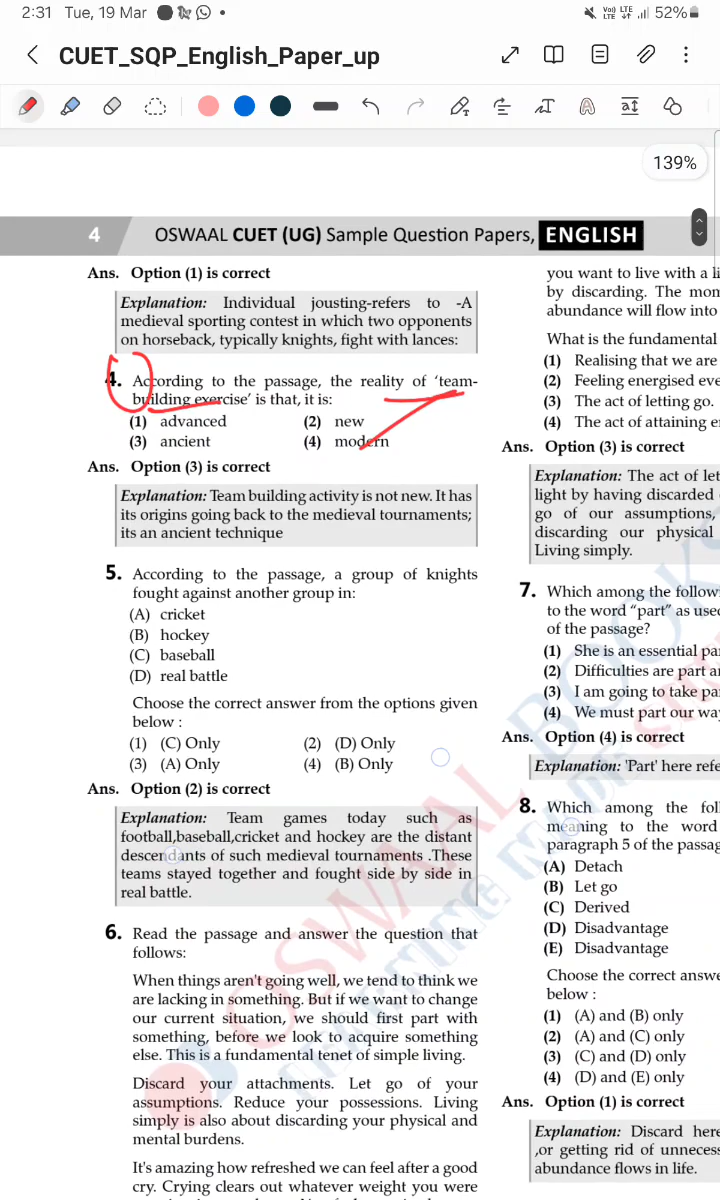 2:31 Tue, 19 Mar
52%
CUET_SQP_English_Paper_up
139%
4 OSWAAL CUET (UG) Sample Question Papers, ENGLISH
Ans. Option (1) is correct
Explanation: Individual jousting-refers to -A
medieval sporting contest in which two opponents
on horseback, typically knights, fight with lances:
4. According to the passage, the reality of ‘team-
building exercise’ is that, it is:
(1) advanced (2) new
(3) ancient (4) modern
Ans. Option (3) is correct
Explanation: Team building activity is not new. It has
its origins going back to the medieval tournaments;
its an ancient technique
5. According to the passage, a group of knights
fought against another group in:
(A) cricket
(B) hockey
(C) baseball
(D) real battle
Choose the correct answer from the options given
below :
(1) (C) Only (2) (D) Only
(3) (A) Only (4) (B) Only
Ans. Option (2) is correct
Explanation: Team games today such as
football,baseball,cricket and hockey are the distant
descendants of such medieval tournaments .These
teams stayed together and fought side by side in
real battle.
6. Read the passage and answer the question that
follows:
When things aren't going well, we tend to think we
are lacking in something. But if we want to change
our current situation, we should first part with
something, before we look to acquire something
else. This is a fundamental tenet of simple living.
Discard your attachments. Let go of your
assumptions. Reduce your possessions. Living
simply is also about discarding your physical and
mental burdens.
It's amazing how refreshed we can feel after a good
cry. Crying clears out whatever weight you were
you want to live with a li
by discarding. The mom
abundance will flow into
What is the fundamental
(1) Realising that we are
(2) Feeling energised eve
(3) The act of letting go.
(4) The act of attaining e
Ans. Option (3) is correct
Explanation: The act of let
light by having discarded
go of our assumptions,
discarding our physical
Living simply.
7. Which among the follow
to the word “part” as use
of the passage?
(1) She is an essential pa
(2) Difficulties are part a
(3) I am going to take pa
(4) We must part our wa
Ans. Option (4) is correct
Explanation: 'Part' here refe
8. Which among the fol
meaning to the word
paragraph 5 of the passag
(A) Detach
(B) Let go
(C) Derived
(D) Disadvantage
(E) Disadvantage
Choose the correct answe
below :
(1) (A) and (B) only
(2) (A) and (C) only
(3) (C) and (D) only
(4) (D) and (E) only
Ans. Option (1) is correct
Explanation: Discard here
,or getting rid of unnecess
abundance flows in life.
OSWAAL BOOKS